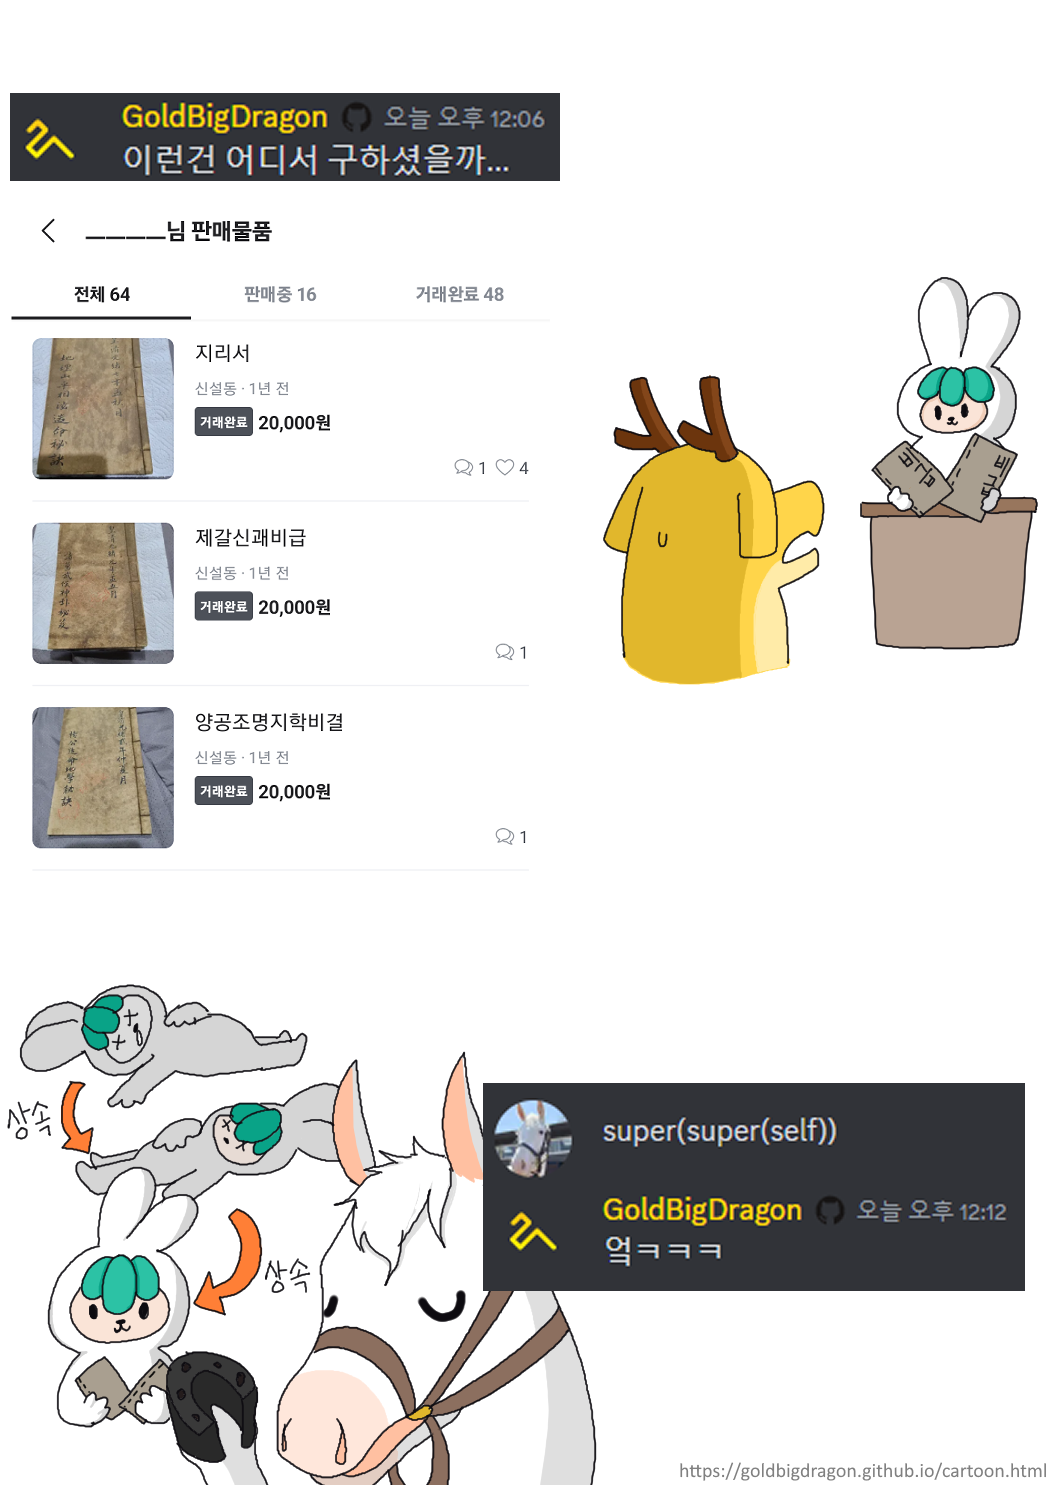 GoldBigDragon 오늘 오후 12:06
이런건 어디서 구하셨을까...
ㅡㅡㅡㅡ님 판매물품
전체 64 판매중 16 거래완료 48
지리서
신설동 · 1년 전
거래완료 20,000원
1 4
제갈신괘비급
신설동 · 1년 전
거래완료 20,000원
1
양공조명지학비결
신설동 · 1년 전
거래완료 20,000원
1
비급
비급
상속
상속
super(super(self))
GoldBigDragon 오늘 오후 12:12
엌ㅋㅋㅋ
https://goldbigdragon.github.io/cartoon.html